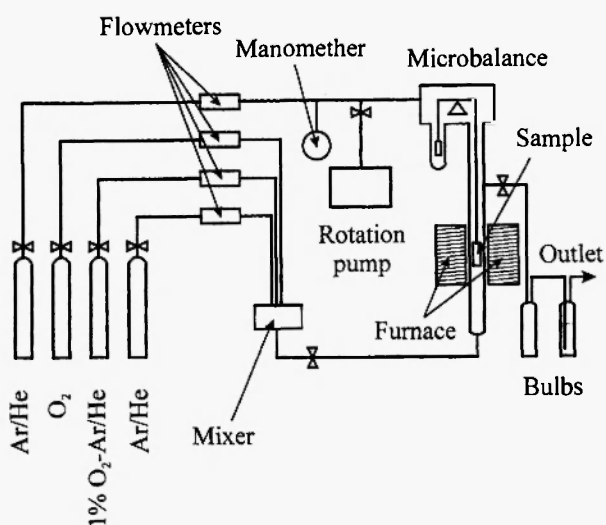 Flowmeters
Manomether
Microbalance
Sample
Rotation
pump
Outlet
Furnace
Mixer
Bulbs
Ar/He
O₂
1% O₂-Ar/He
Ar/He